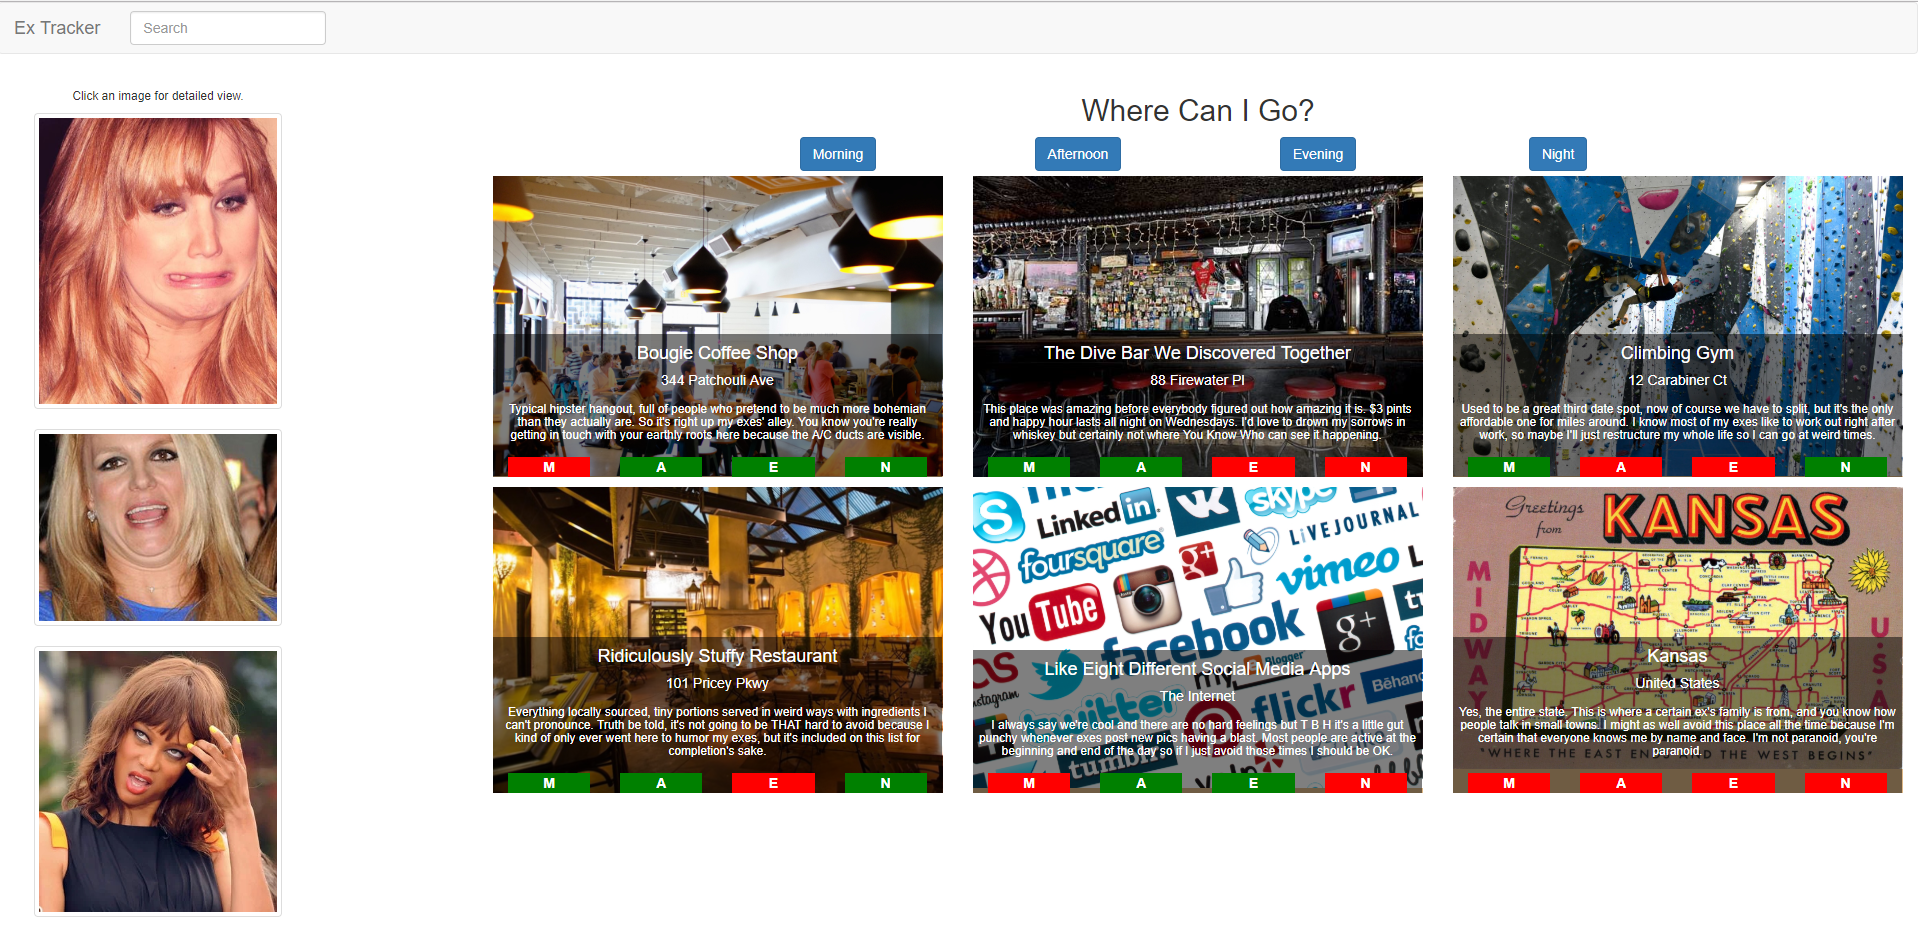 Ex Tracker
Search
Click an image for detailed view.
Where Can I Go?
Morning
Afternoon
Evening
Night
Bougie Coffee Shop
344 Patchouli Ave
Typical hipster hangout, full of people who pretend to be much more bohemian
than they actually are. So it's right up my exes' alley. You know you're really
getting in touch with your earthly roots here because the A/C ducts are visible.
M A E N
The Dive Bar We Discovered Together
88 Firewater Pl
This place was amazing before everybody figured out how amazing it is. $3 pints
and happy hour lasts all night on Wednesdays. I'd love to drown my sorrows in
whiskey but certainly not where You Know Who can see it happening.
M A E N
Climbing Gym
12 Carabiner Ct
Used to be a great third date spot, now of course we have to split, but it's the only
affordable one for miles around. I know most of my exes like to work out right after
work, so maybe I'll just restructure my whole life so I can go at weird times.
M A E N
Ridiculously Stuffy Restaurant
101 Pricey Pkwy
Everything locally sourced, tiny portions served in weird ways with ingredients I
can't pronounce. Truth be told, it's not going to be THAT hard to avoid because I
kind of only ever went here to humor my exes, but it's included on this list for
completion's sake.
M A E N
skype
Linked in
LIVEJOURNAL
foursquare
vimeo
YouTube
facebook
g+
Blogger
Instagram
twitter
flickr
Behanc
tumblr
Like Eight Different Social Media Apps
The Internet
I always say we're cool and there are no hard feelings but T B H it's a little gut
punchy whenever exes post new pics having a blast. Most people are active at the
beginning and end of the day so if I just avoid those times I should be OK.
M A E N
Greetings
from
KANSAS
MIDWAY
U.S.A
Kansas
United States
Yes, the entire state. This is where a certain ex's family is from, and you know how
people talk in small towns. I might as well avoid this place all the time because I'm
certain that everyone knows me by name and face. I'm not paranoid, you're
paranoid.
"WHERE THE EAST ENDS AND THE WEST BEGINS"
M A E N